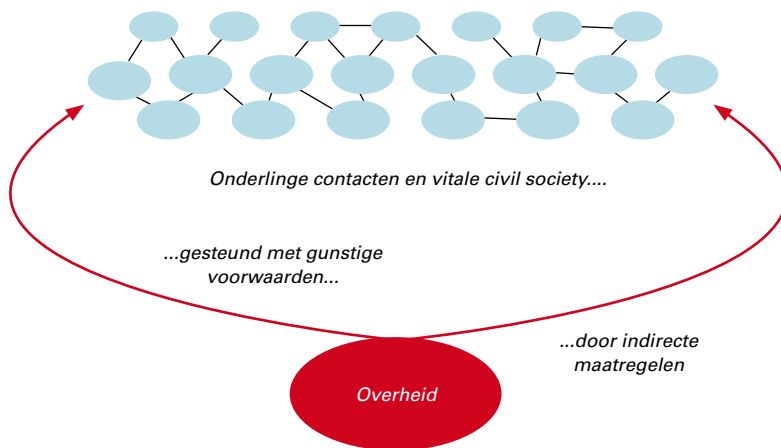 Onderlinge contacten en vitale civil society....
...gesteund met gunstige
voorwaarden...
...door indirecte
maatregelen
Overheid